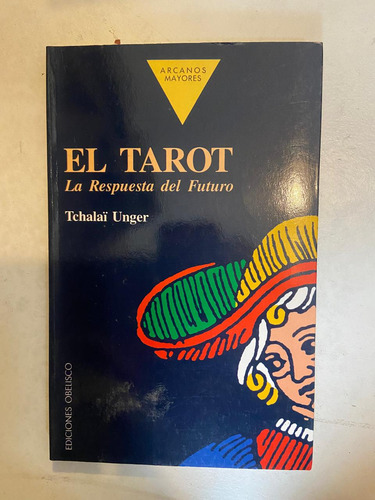 ARCANOS
MAYORES
EL TAROT
La Respuesta del Futuro
Tchalaï Unger
EDICIONES OBELISCO